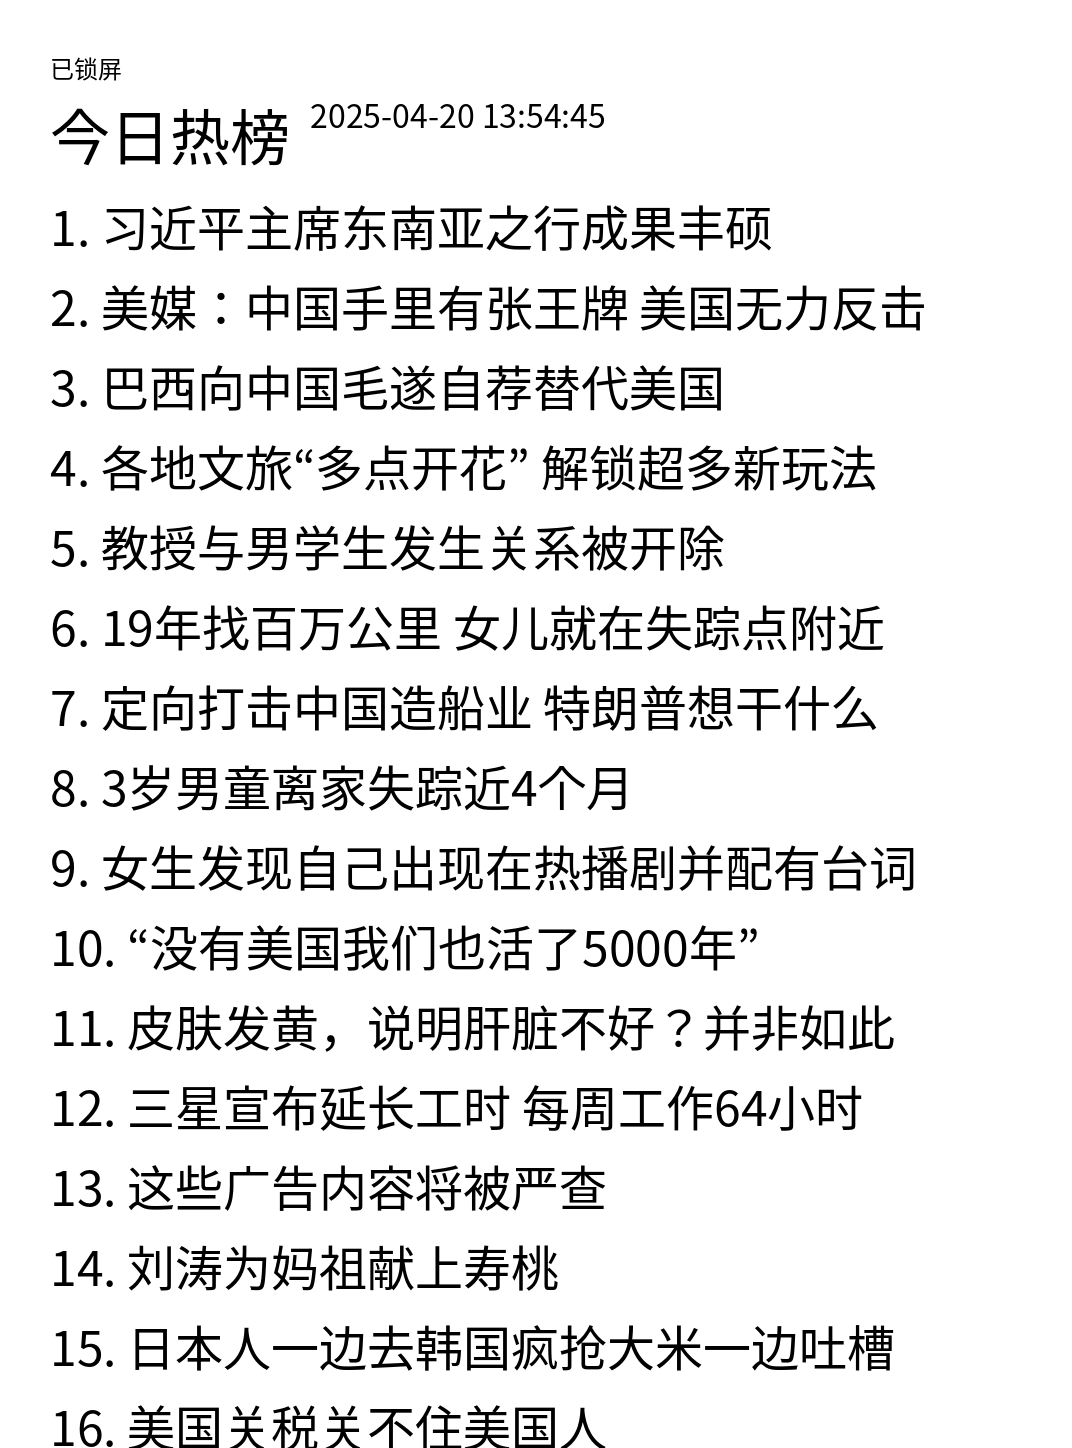 已锁屏
今日热榜 2025-04-20 13:54:45
1. 习近平主席东南亚之行成果丰硕
2. 美媒：中国手里有张王牌 美国无力反击
3. 巴西向中国毛遂自荐替代美国
4. 各地文旅“多点开花” 解锁超多新玩法
5. 教授与男学生发生关系被开除
6. 19年找百万公里 女儿就在失踪点附近
7. 定向打击中国造船业 特朗普想干什么
8. 3岁男童离家失踪近4个月
9. 女生发现自己出现在热播剧并配有台词
10. “没有美国我们也活了5000年”
11. 皮肤发黄，说明肝脏不好？并非如此
12. 三星宣布延长工时 每周工作64小时
13. 这些广告内容将被严查
14. 刘涛为妈祖献上寿桃
15. 日本人一边去韩国疯抢大米一边吐槽
16. 美国关税关不住美国人